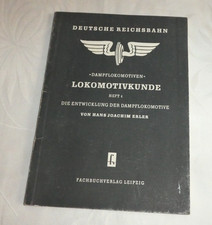 DEUTSCHE REICHSBAHN
»DAMPFLOKOMOTIVEN«
LOKOMOTIVKUNDE
HEFT 1
DIE ENTWICKLUNG DER DAMPFLOKOMOTIVE
VON HANS JOACHIM ERLER
FACHBUCHVERLAG LEIPZIG